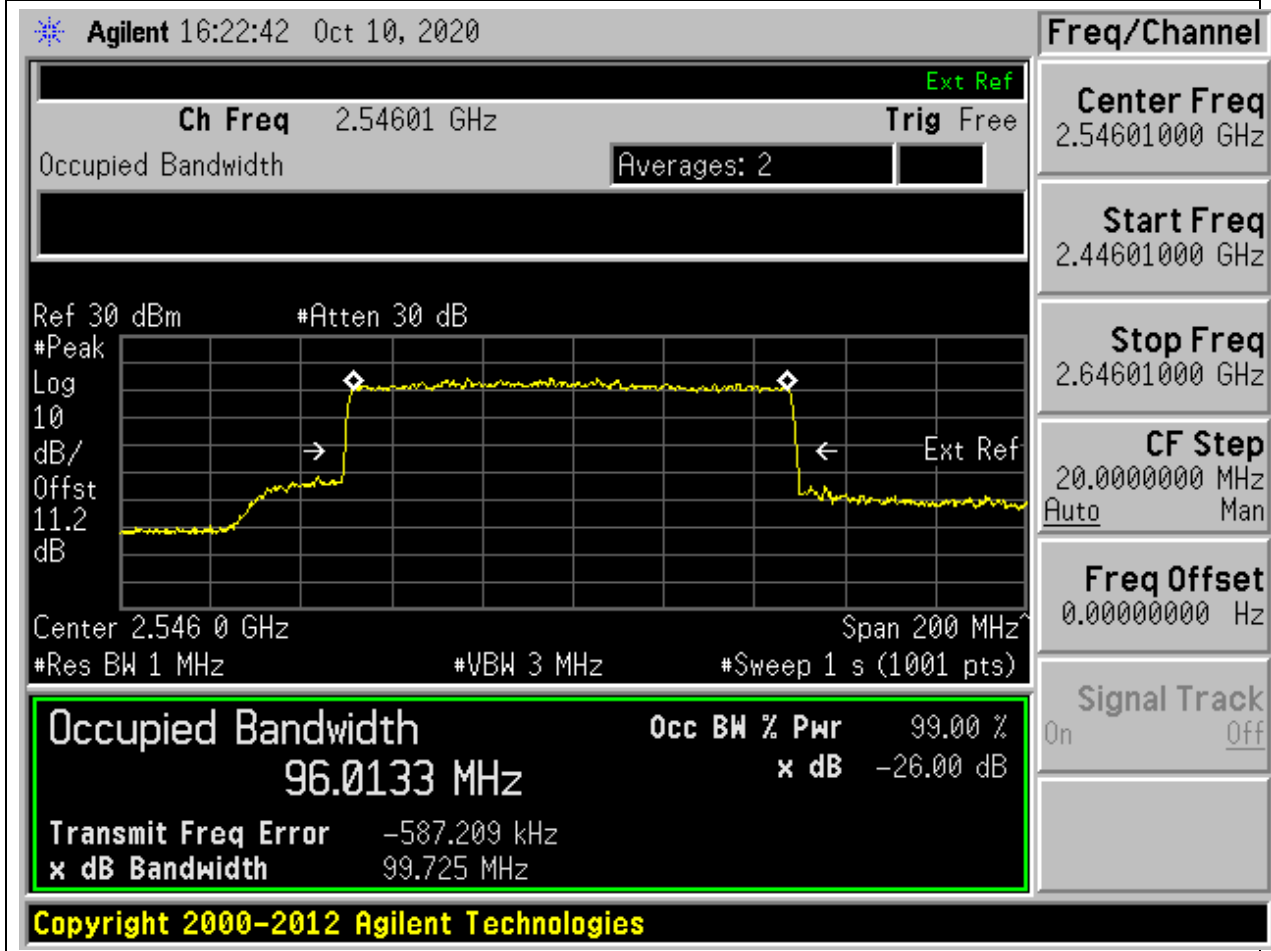 Agilent 16:22:42 Oct 10, 2020
Freq/Channel
Ext Ref
Ch Freq 2.54601 GHz Trig Free
Occupied Bandwidth Averages: 2
Ref 30 dBm #Atten 30 dB
#Peak
Log
10
dB/
Offst
11.2
dB
Ext Ref
Center 2.546 0 GHz Span 200 MHz^
#Res BW 1 MHz #VBW 3 MHz #Sweep 1 s (1001 pts)
Occupied Bandwidth
96.0133 MHz
Occ BW % Pwr 99.00 %
x dB -26.00 dB
Transmit Freq Error -587.209 kHz
x dB Bandwidth 99.725 MHz
Center Freq
2.54601000 GHz
Start Freq
2.44601000 GHz
Stop Freq
2.64601000 GHz
CF Step
20.0000000 MHz
Auto Man
Freq Offset
0.00000000 Hz
Signal Track
On Off
Copyright 2000-2012 Agilent Technologies